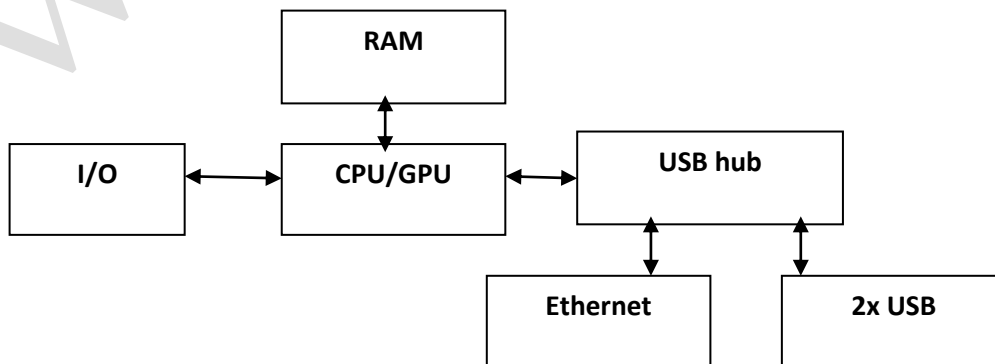 RAM
I/O
CPU/GPU
USB hub
Ethernet
2x USB